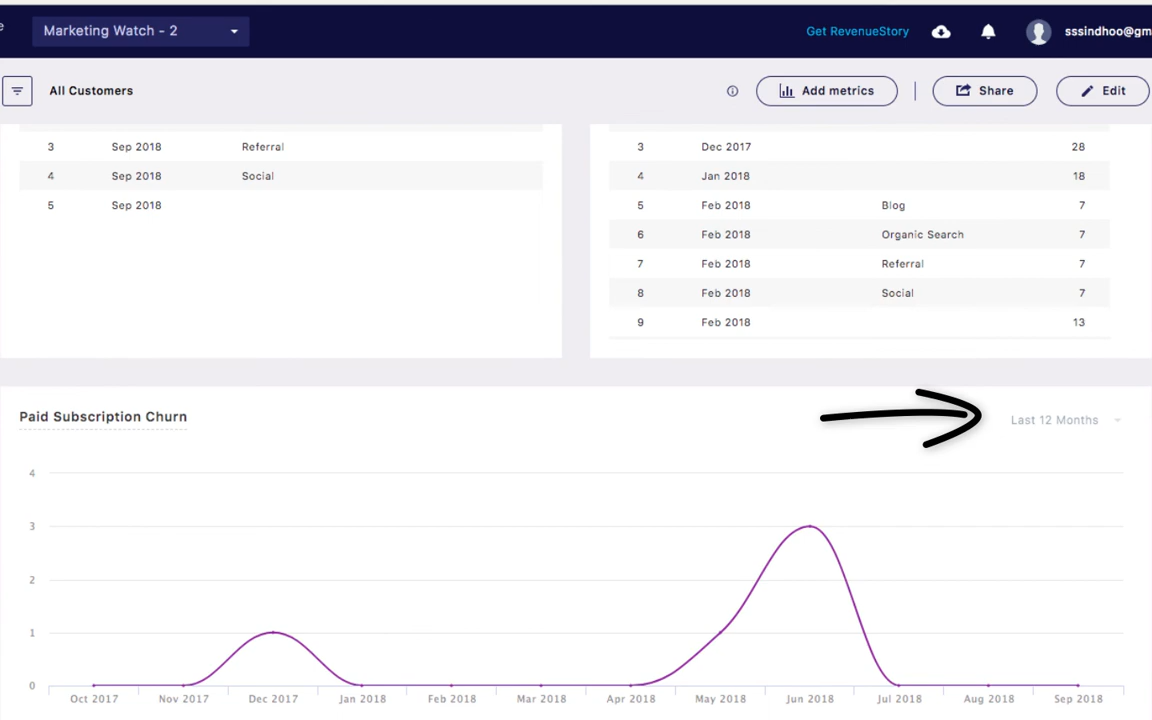 e
Marketing Watch - 2
Get RevenueStory
sssindhoo@gm
All Customers
Add metrics
Share
Edit
3 Sep 2018 Referral
4 Sep 2018 Social
5 Sep 2018
3 Dec 2017 28
4 Jan 2018 18
5 Feb 2018 Blog 7
6 Feb 2018 Organic Search 7
7 Feb 2018 Referral 7
8 Feb 2018 Social 7
9 Feb 2018 13
Paid Subscription Churn
Last 12 Months
4
3
2
1
0
Oct 2017 Nov 2017 Dec 2017 Jan 2018 Feb 2018 Mar 2018 Apr 2018 May 2018 Jun 2018 Jul 2018 Aug 2018 Sep 2018